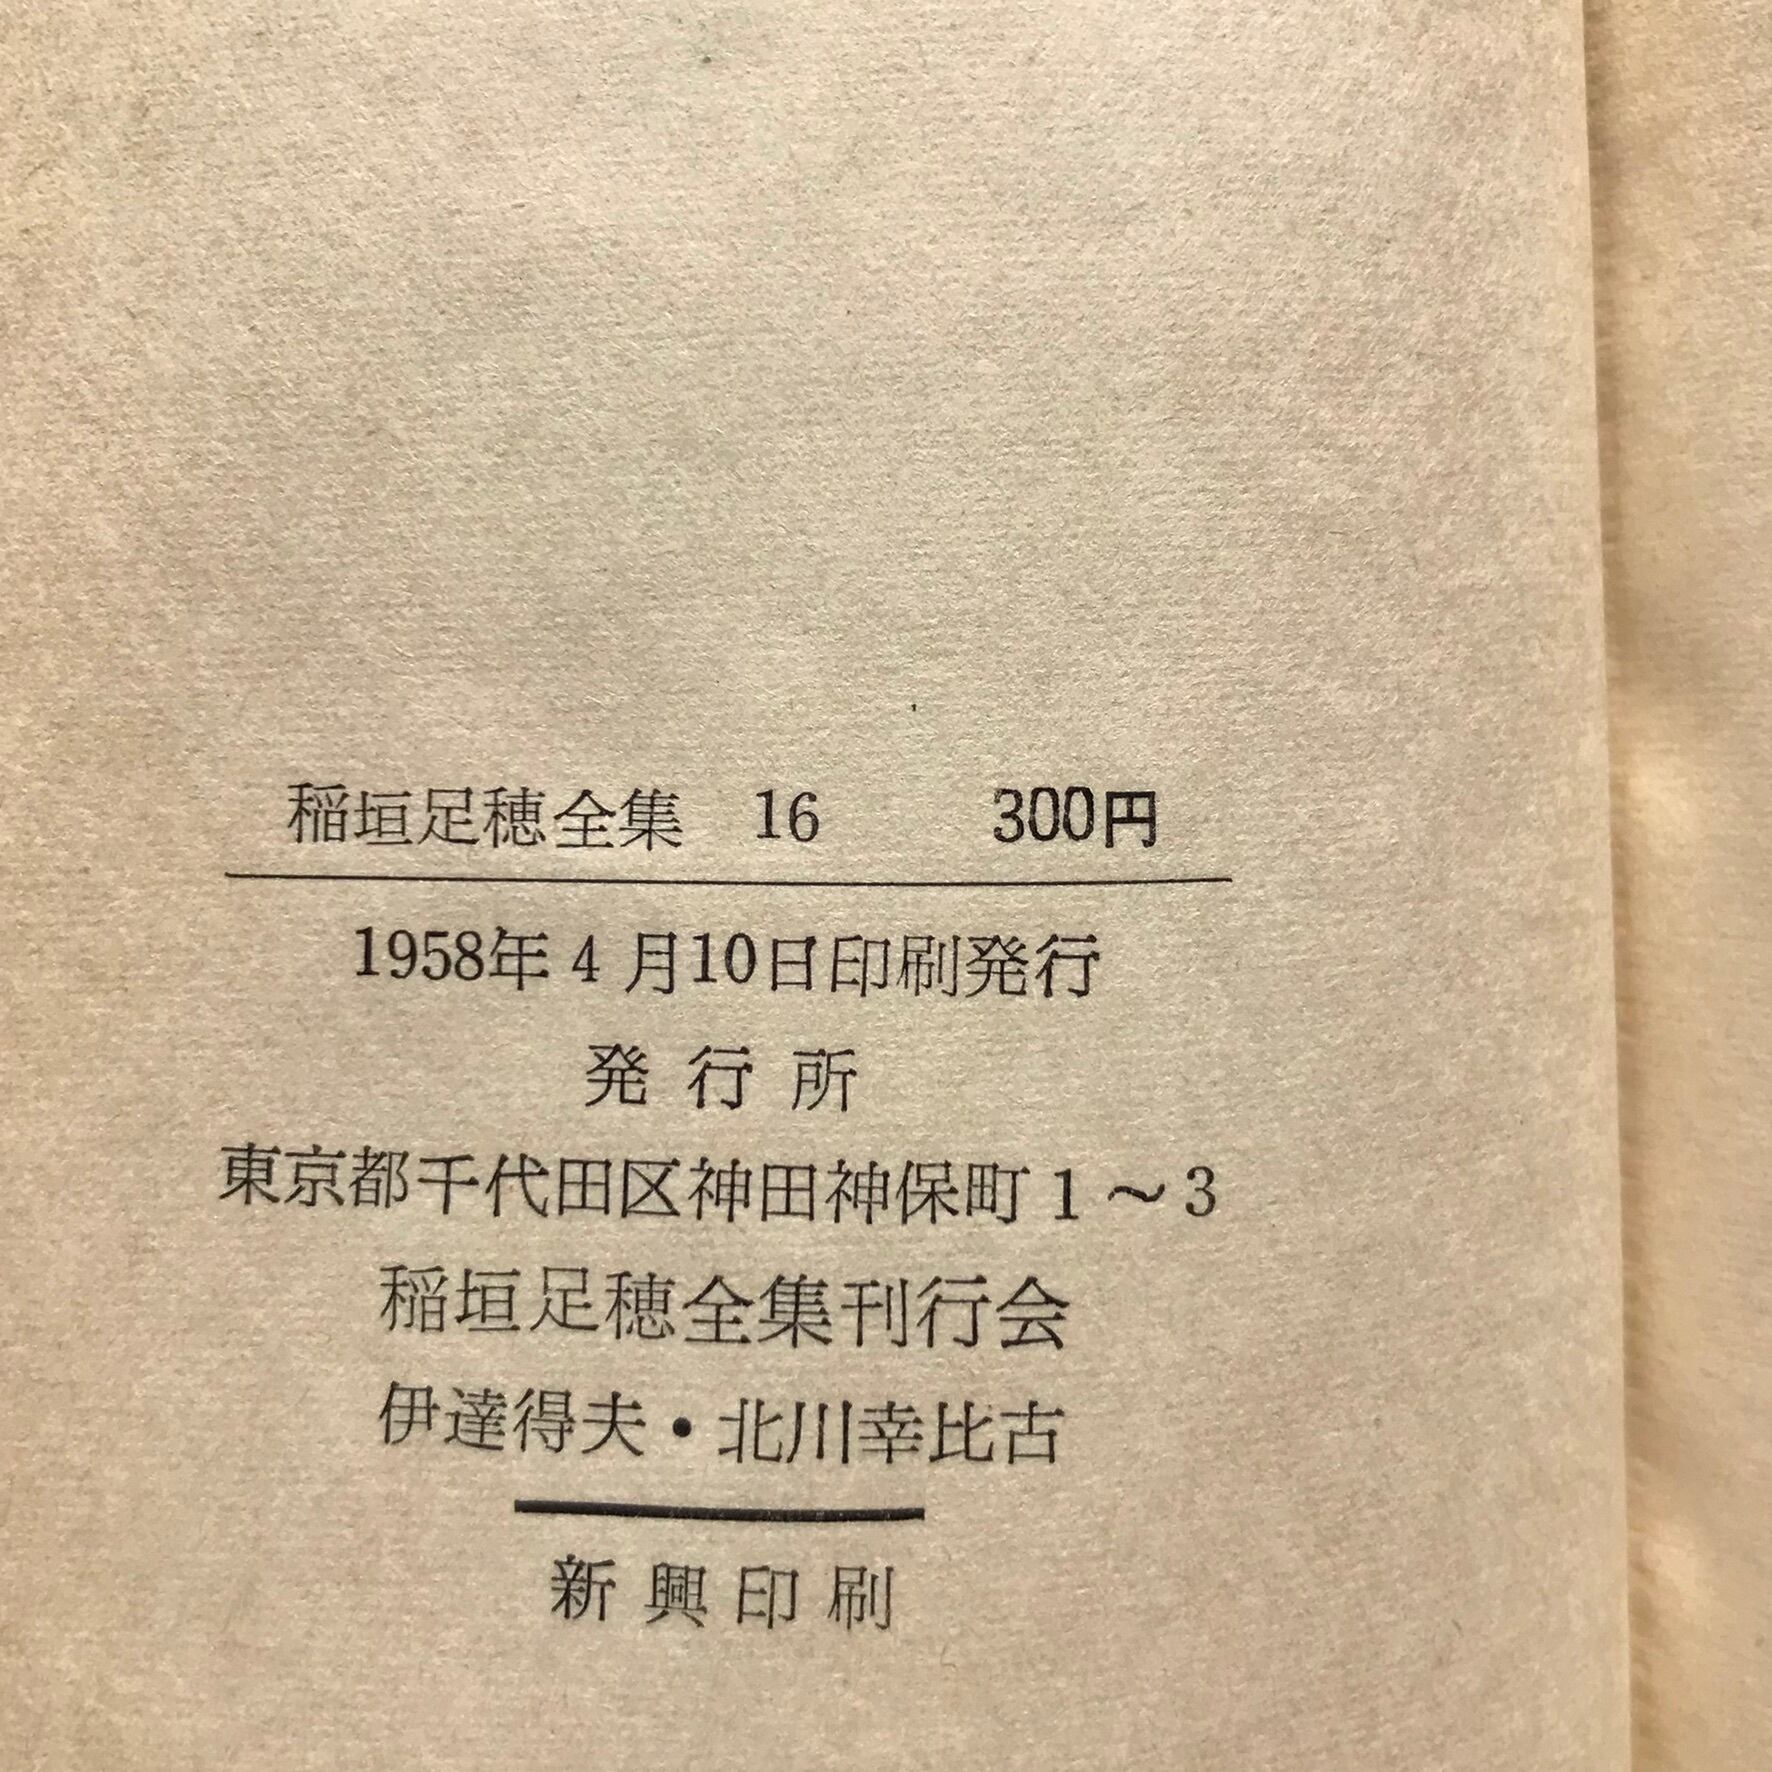 稲垣足穂全集　16　　300円
1958年4月10日印刷発行
発行所
東京都千代田区神田神保町1～3
稲垣足穂全集刊行会
伊達得夫・北川幸比古
新興印刷